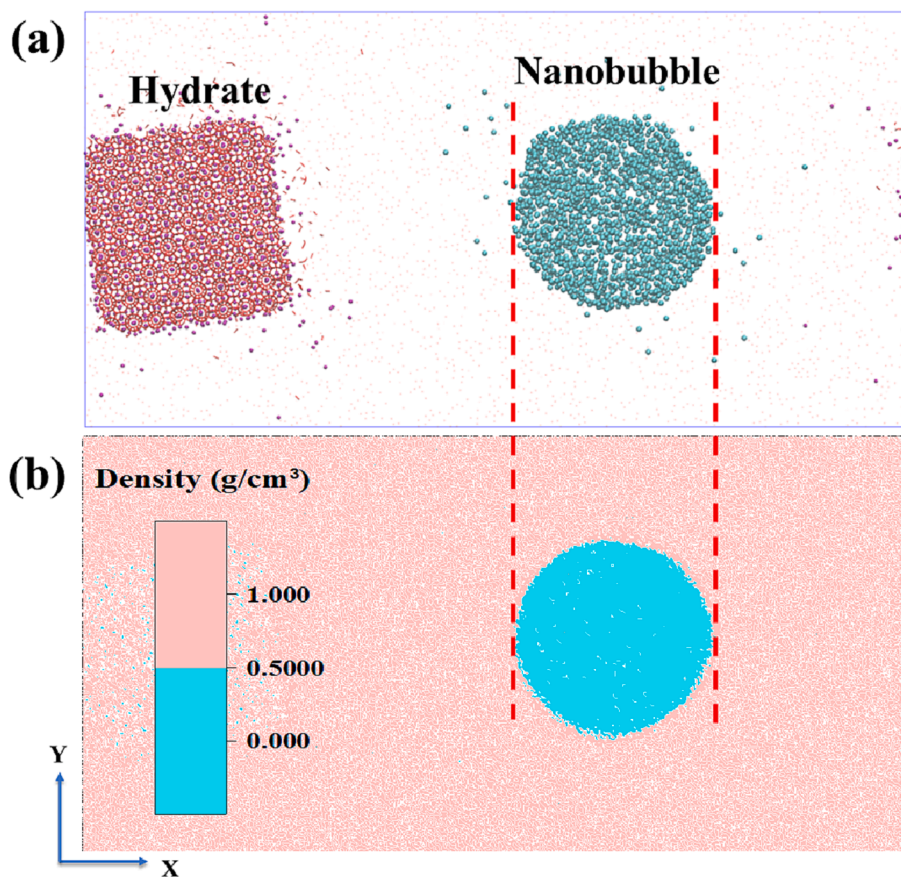 (a)
Hydrate
Nanobubble
(b)
Density (g/cm³)
1.000
0.5000
0.000
Y
X